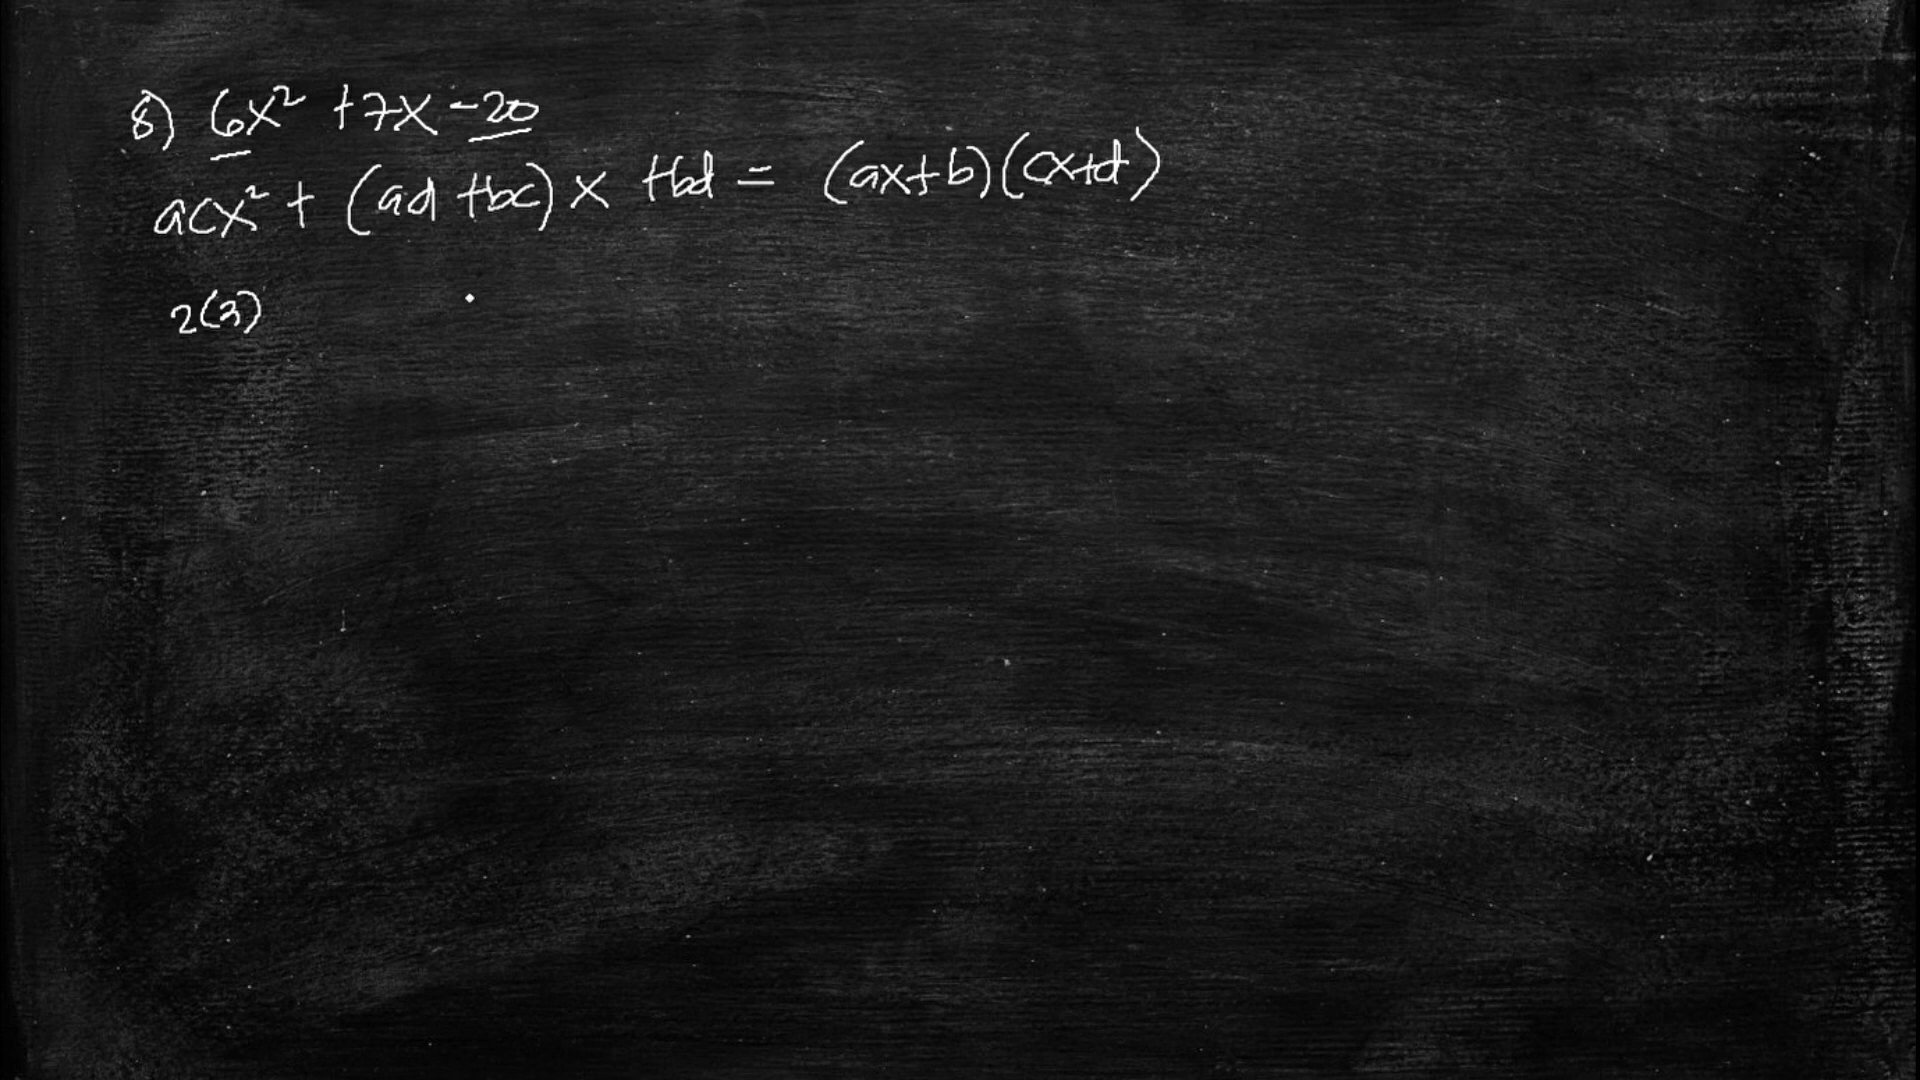 8) 6x² +7x -20
acx² + (ad +bc) x +bd = (ax+b)(cx+d)
2(3)